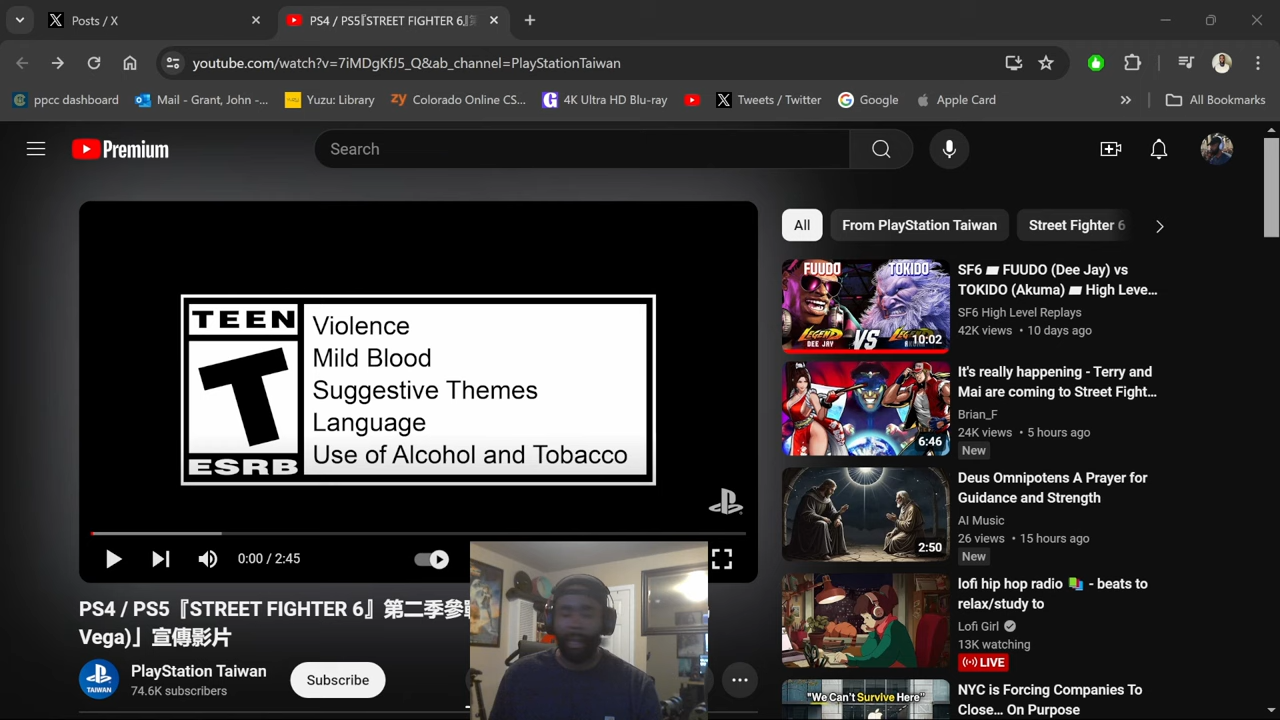 Posts / X
PS4 / PS5『STREET FIGHTER 6』
youtube.com/watch?v=7iMDgKfJ5_Q&ab_channel=PlayStationTaiwan
ppcc dashboard
Mail - Grant, John -...
Yuzu: Library
Colorado Online CS...
4K Ultra HD Blu-ray
Tweets / Twitter
Google
Apple Card
All Bookmarks
Premium
Search
TEEN
T
ESRB
Violence
Mild Blood
Suggestive Themes
Language
Use of Alcohol and Tobacco
0:00 / 2:45
PS4 / PS5『STREET FIGHTER 6』第二季參
Vega)」宣傳影片
TAIWAN
PlayStation Taiwan
74.6K subscribers
Subscribe
All
From PlayStation Taiwan
Street Fighter 6
FUUDO
TOKIDO
LEGEND
DEE JAY
VS
10:02
SF6 ▰ FUUDO (Dee Jay) vs
TOKIDO (Akuma) ▰ High Leve...
SF6 High Level Replays
42K views • 10 days ago
6:46
It's really happening - Terry and
Mai are coming to Street Fight...
Brian_F
24K views • 5 hours ago
New
2:50
Deus Omnipotens A Prayer for
Guidance and Strength
AI Music
26 views • 15 hours ago
New
lofi hip hop radio 📚 - beats to
relax/study to
Lofi Girl
13K watching
LIVE
"We Can't Survive Here"
NYC is Forcing Companies To
Close... On Purpose